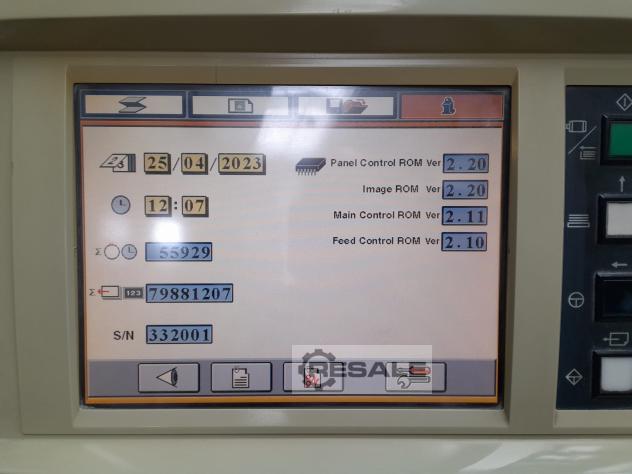 25/04/2023
12:07
Σ 55929
Σ 123 79881207
S/N 332001
Panel Control ROM Ver 2.20
Image ROM Ver 2.20
Main Control ROM Ver 2.11
Feed Control ROM Ver 2.10
RESALE